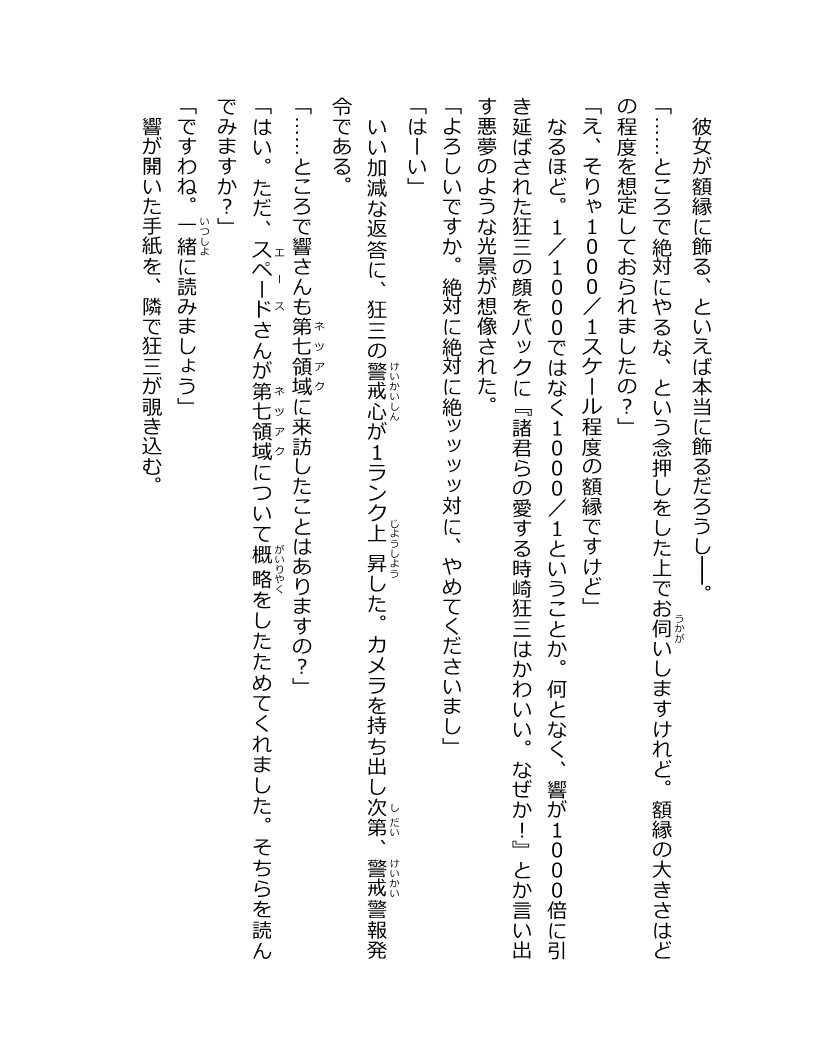 彼女が額縁に飾る、といえば本当に飾るだろうし――。
「……ところで絶対にやるな、という念押しをした上でお伺いしますけれど。額縁の大きさはど
の程度を想定しておられましたの？」
「え、そりゃ１０００／１スケール程度の額縁ですけど」
なるほど。１／１０００ではなく１０００／１ということか。何となく、響が１０００倍に引
き延ばされた狂三の顔をバックに『諸君らの愛する時崎狂三はかわいい。なぜか！』とか言い出
す悪夢のような光景が想像された。
「よろしいですか。絶対に絶対に絶ッッッッ対に、やめてくださいまし」
「はーい」
いい加減な返答に、狂三の警戒心が１ランク上昇した。カメラを持ち出し次第、警戒警報発
令である。
「……ところで響さんも第七領域に来訪したことはありますの？」
「はい。ただ、スペードさんが第七領域について概略をしたためてくれました。そちらを読ん
でみますか？」
「ですわね。一緒に読みましょう」
響が開いた手紙を、隣で狂三が覗き込む。